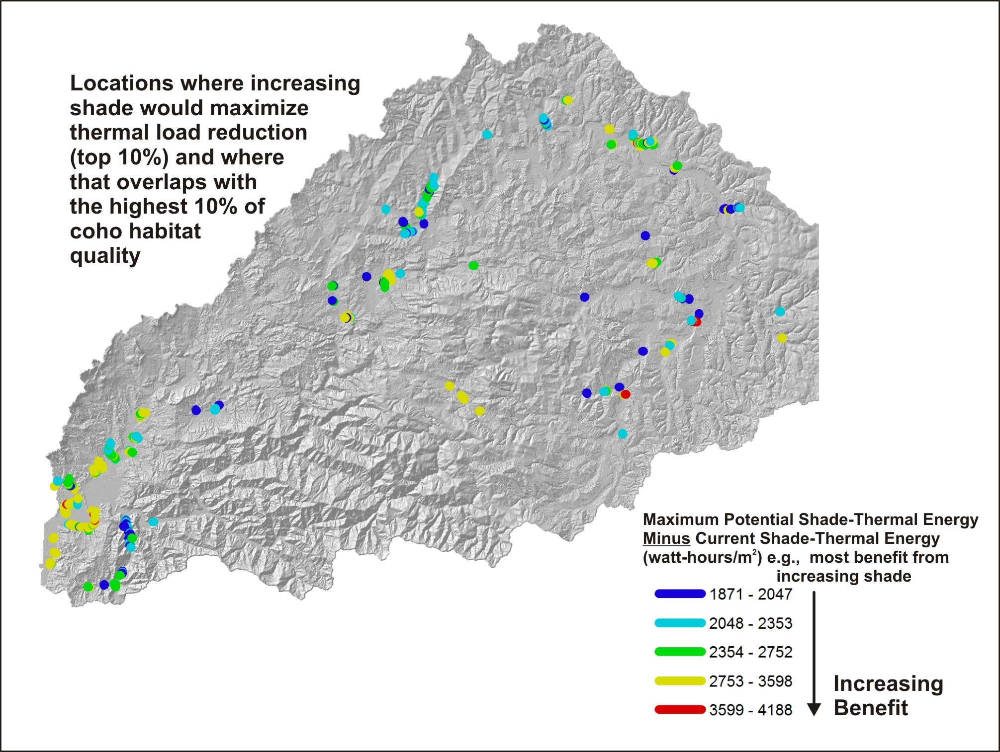 Locations where increasing
shade would maximize
thermal load reduction
(top 10%) and where
that overlaps with
the highest 10% of
coho habitat
quality
Maximum Potential Shade-Thermal Energy
Minus Current Shade-Thermal Energy
(watt-hours/m²) e.g., most benefit from
increasing shade
1871 - 2047
2048 - 2353
2354 - 2752
2753 - 3598
3599 - 4188
Increasing
Benefit